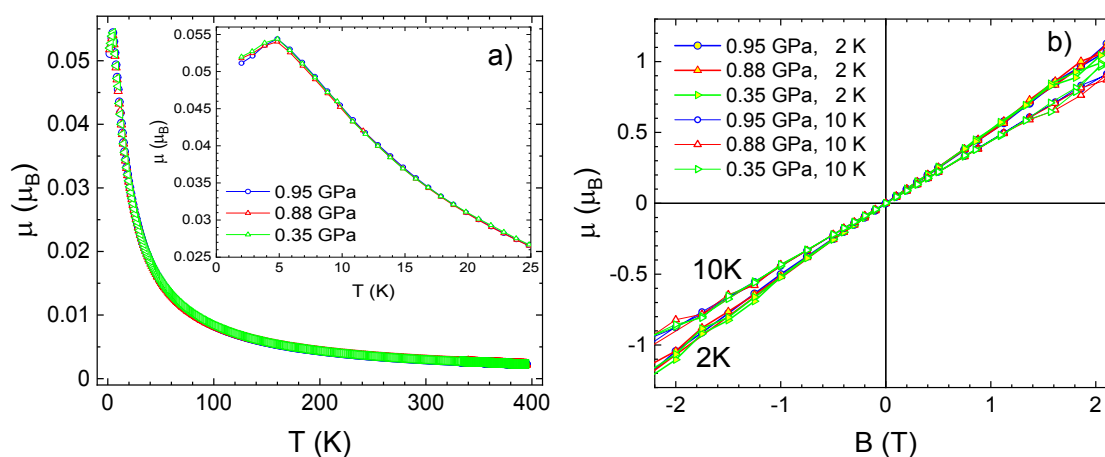 a)
0.05
0.04
0.03
0.02
0.01
0
μ (μB)
0
100
200
300
400
T (K)
0.055
0.050
0.045
0.040
0.035
0.030
0.025
μ (μB)
0
5
10
15
20
25
T (K)
0.95 GPa
0.88 GPa
0.35 GPa
b)
0.95 GPa, 2 K
0.88 GPa, 2 K
0.35 GPa, 2 K
0.95 GPa, 10 K
0.88 GPa, 10 K
0.35 GPa, 10 K
1
0.5
0
-0.5
-1
μ (μB)
10K
2K
-2
-1
0
1
2
B (T)